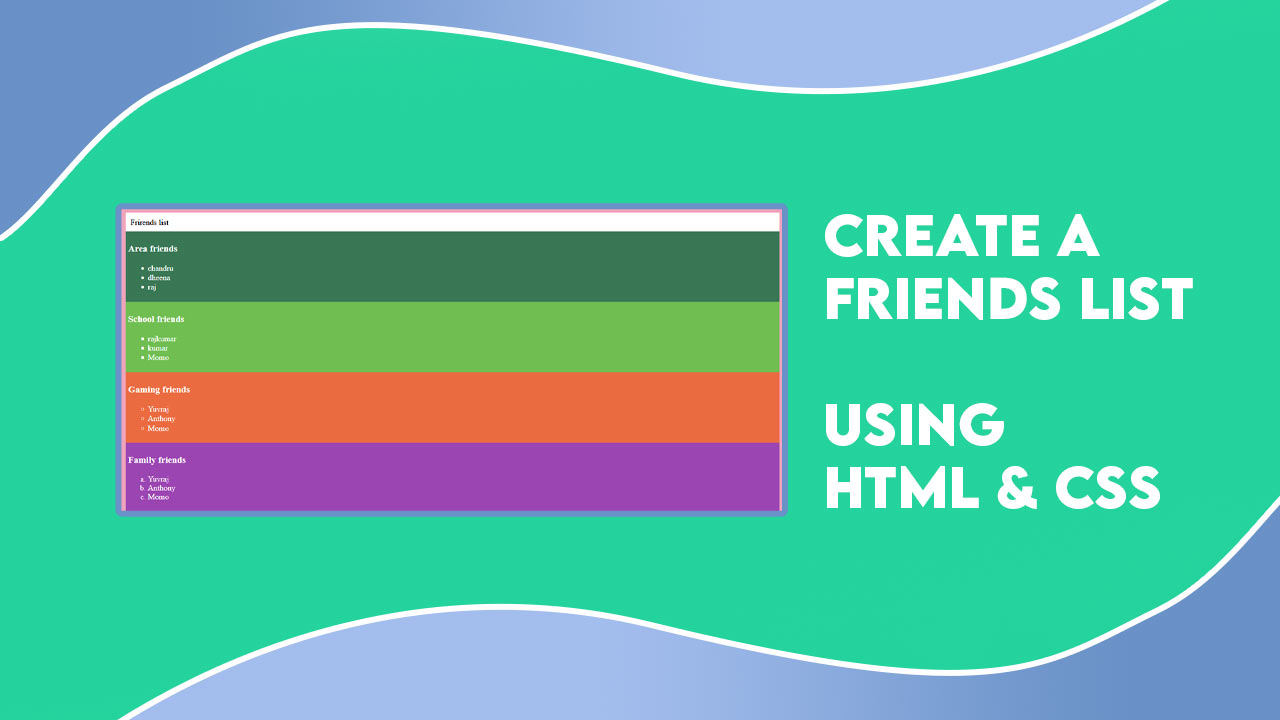 Frirends list
Area friends
chandru
dheena
raj
School friends
rajkumar
kumar
Momo
Gaming friends
Yuvraj
Anthony
Momo
Family friends
a. Yuvraj
b. Anthony
c. Momo
CREATE A
FRIENDS LIST
USING
HTML & CSS